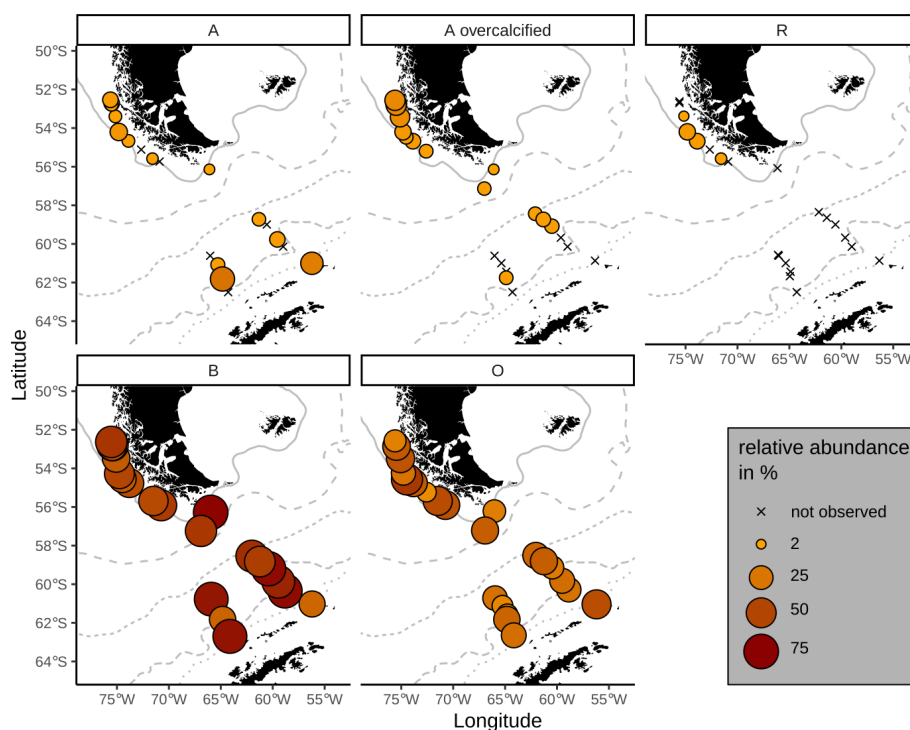 A
A overcalcified
R
50°S
52°S
54°S
56°S
58°S
60°S
62°S
64°S
75°W
70°W
65°W
60°W
55°W
B
O
50°S
52°S
54°S
56°S
58°S
60°S
62°S
64°S
75°W
70°W
65°W
60°W
55°W
75°W
70°W
65°W
60°W
55°W
Latitude
Longitude
relative abundance
in %
not observed
2
25
50
75